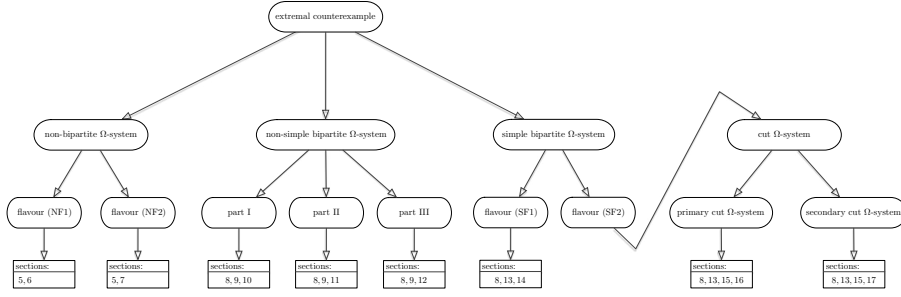 extremal counterexample
non-bipartite Ω-system
non-simple bipartite Ω-system
simple bipartite Ω-system
cut Ω-system
flavour (NF1)
flavour (NF2)
part I
part II
part III
flavour (SF1)
flavour (SF2)
primary cut Ω-system
secondary cut Ω-system
sections:
5, 6
sections:
5, 7
sections:
8, 9, 10
sections:
8, 9, 11
sections:
8, 9, 12
sections:
8, 13, 14
sections:
8, 13, 15, 16
sections:
8, 13, 15, 17